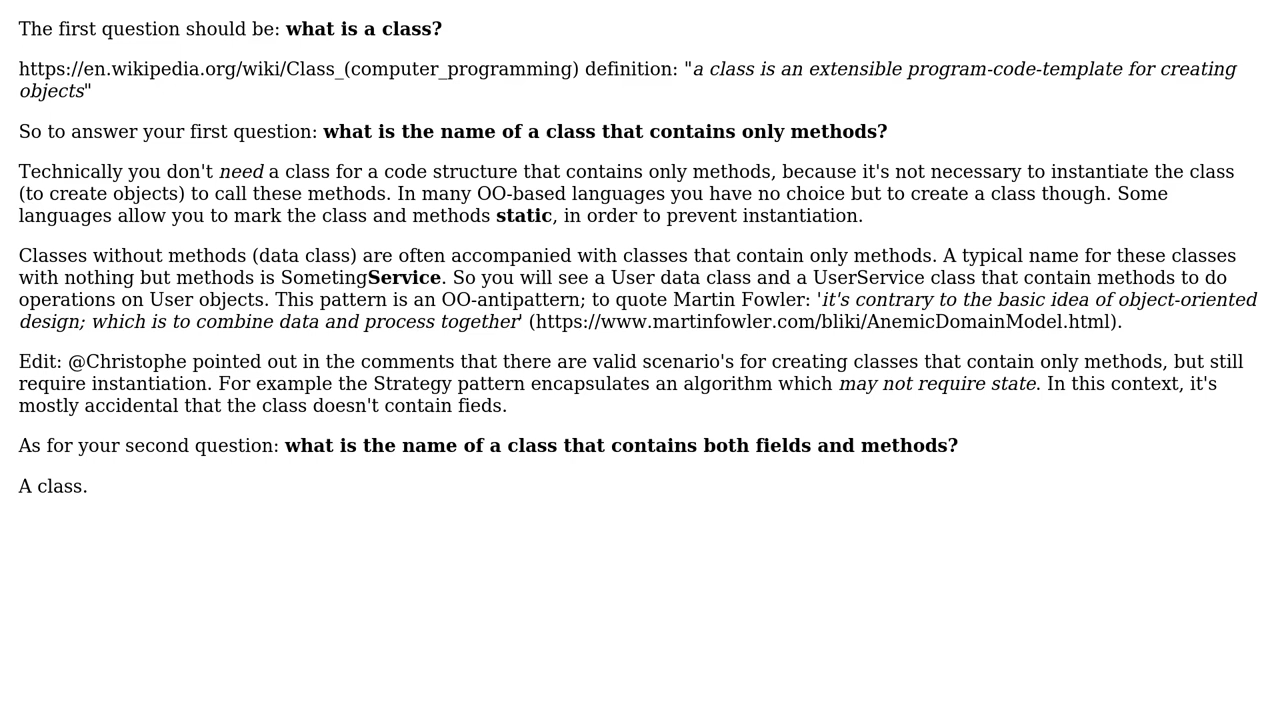 The first question should be: what is a class?
https://en.wikipedia.org/wiki/Class_(computer_programming) definition: "a class is an extensible program-code-template for creating
objects"
So to answer your first question: what is the name of a class that contains only methods?
Technically you don't need a class for a code structure that contains only methods, because it's not necessary to instantiate the class
(to create objects) to call these methods. In many OO-based languages you have no choice but to create a class though. Some
languages allow you to mark the class and methods static, in order to prevent instantiation.
Classes without methods (data class) are often accompanied with classes that contain only methods. A typical name for these classes
with nothing but methods is SometingService. So you will see a User data class and a UserService class that contain methods to do
operations on User objects. This pattern is an OO-antipattern; to quote Martin Fowler: 'it's contrary to the basic idea of object-oriented
design; which is to combine data and process together' (https://www.martinfowler.com/bliki/AnemicDomainModel.html).
Edit: @Christophe pointed out in the comments that there are valid scenario's for creating classes that contain only methods, but still
require instantiation. For example the Strategy pattern encapsulates an algorithm which may not require state. In this context, it's
mostly accidental that the class doesn't contain fieds.
As for your second question: what is the name of a class that contains both fields and methods?
A class.